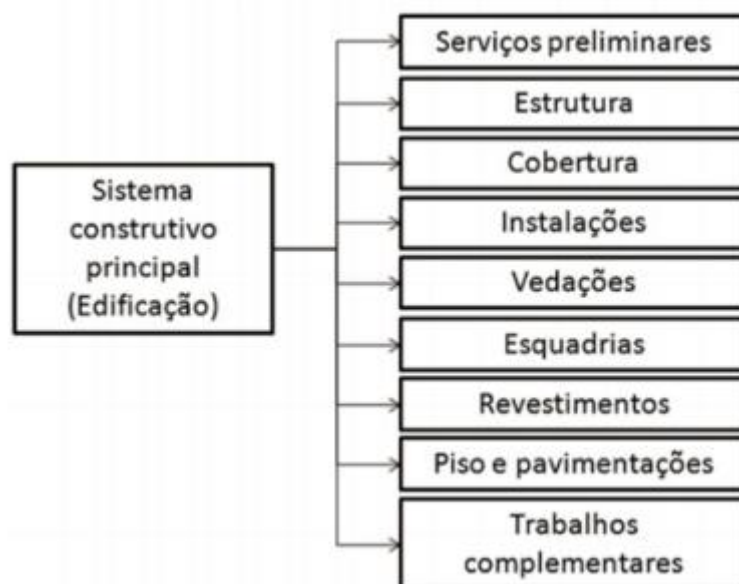 Sistema
construtivo
principal
(Edificação)
Serviços preliminares
Estrutura
Cobertura
Instalações
Vedações
Esquadrias
Revestimentos
Piso e pavimentações
Trabalhos
complementares